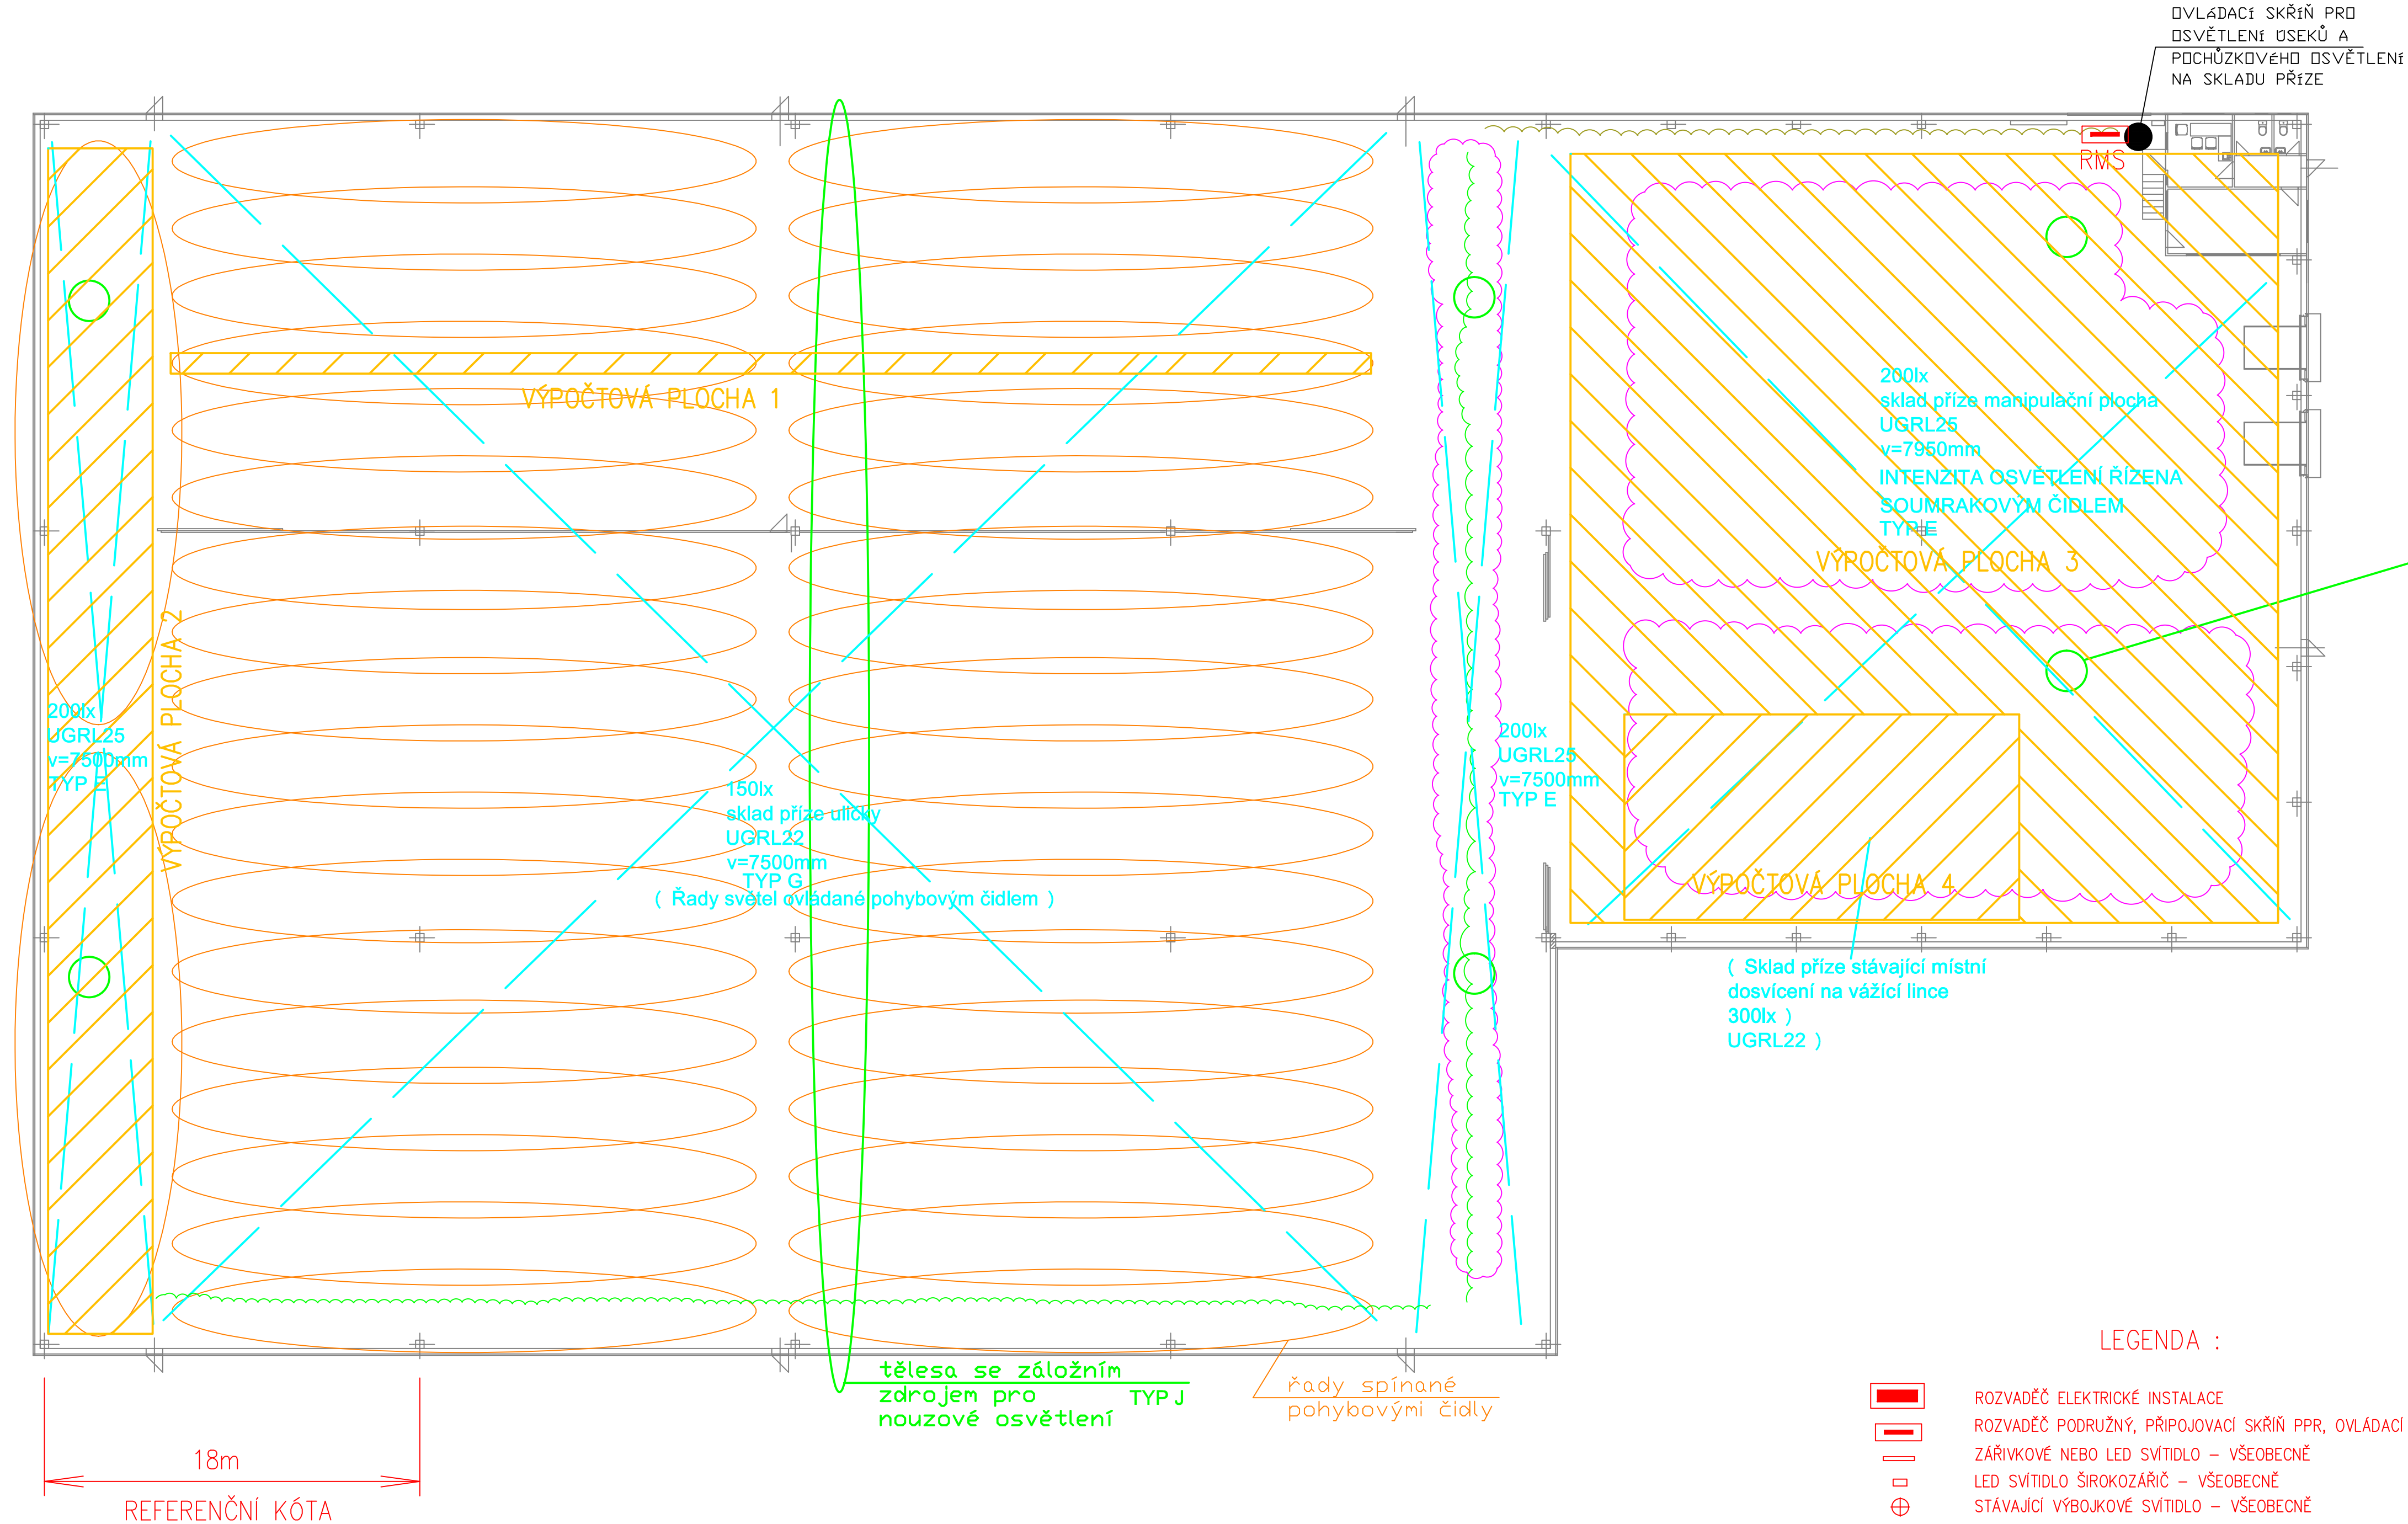 OVLÁDACÍ SKŘÍŇ PRO
OSVĚTLENÍ ÚSEKŮ A
POCHŮZKOVÉHO OSVĚTLENÍ
NA SKLADU PŘÍZE
RMS
VÝPOČTOVÁ PLOCHA 1
200lx
sklad příze manipulační plocha
UGRL25
v=7950mm
INTENZITA OSVĚTLENÍ ŘÍZENA
SOUMRAKOVÝM ČIDLEM
TYP E
VÝPOČTOVÁ PLOCHA 3
VÝPOČTOVÁ PLOCHA 2
200lx
UGRL25
v=7500mm
TYP E
200lx
UGRL25
v=7500mm
TYP E
150lx
sklad příze uličky
UGRL22
v=7500mm
TYP G
( Řady světel ovládané pohybovým čidlem )
VÝPOČTOVÁ PLOCHA 4
( Sklad příze stávající místní
dosvícení na vážící lince
300lx )
UGRL22 )
tělesa se záložním
zdrojem pro TYP J
nouzové osvětlení
řady spínané
pohybovými čidly
18m
REFERENČNÍ KÓTA
LEGENDA :
ROZVADĚČ ELEKTRICKÉ INSTALACE
ROZVADĚČ PODRUŽNÝ, PŘIPOJOVACÍ SKŘÍŇ PPR, OVLÁDACÍ
ZÁŘIVKOVÉ NEBO LED SVÍTIDLO – VŠEOBECNĚ
LED SVÍTIDLO ŠIROKOZÁŘIČ – VŠEOBECNĚ
STÁVAJÍCÍ VÝBOJKOVÉ SVÍTIDLO – VŠEOBECNĚ